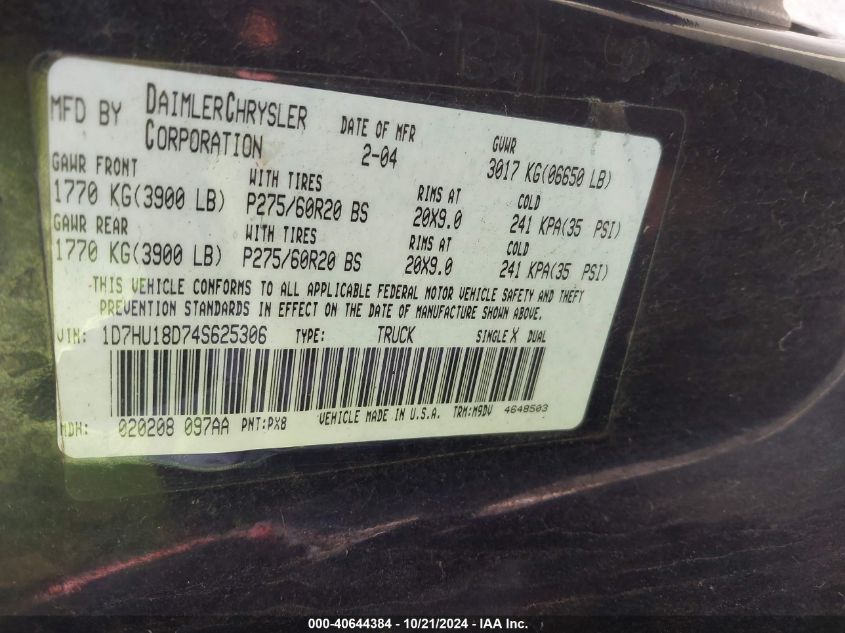 MFD BY DAIMLERCHRYSLER CORPORATION DATE OF MFR 2-04 GVWR 3017 KG(06650 LB)
GAWR FRONT WITH TIRES RIMS AT COLD
1770 KG(3900 LB) P275/60R20 BS 20X9.0 241 KPA(35 PSI)
GAWR REAR WITH TIRES RIMS AT COLD
1770 KG(3900 LB) P275/60R20 BS 20X9.0 241 KPA(35 PSI)
THIS VEHICLE CONFORMS TO ALL APPLICABLE FEDERAL MOTOR VEHICLE SAFETY AND THEFT
PREVENTION STANDARDS IN EFFECT ON THE DATE OF MANUFACTURE SHOWN ABOVE.
VIN: 1D7HU18D74S625306 TYPE: TRUCK SINGLE X DUAL
MDH: 020208 097AA PNT:PX8 VEHICLE MADE IN U.S.A. TRM:M9DV 4648503
000-40644384 - 10/21/2024 - IAA Inc.